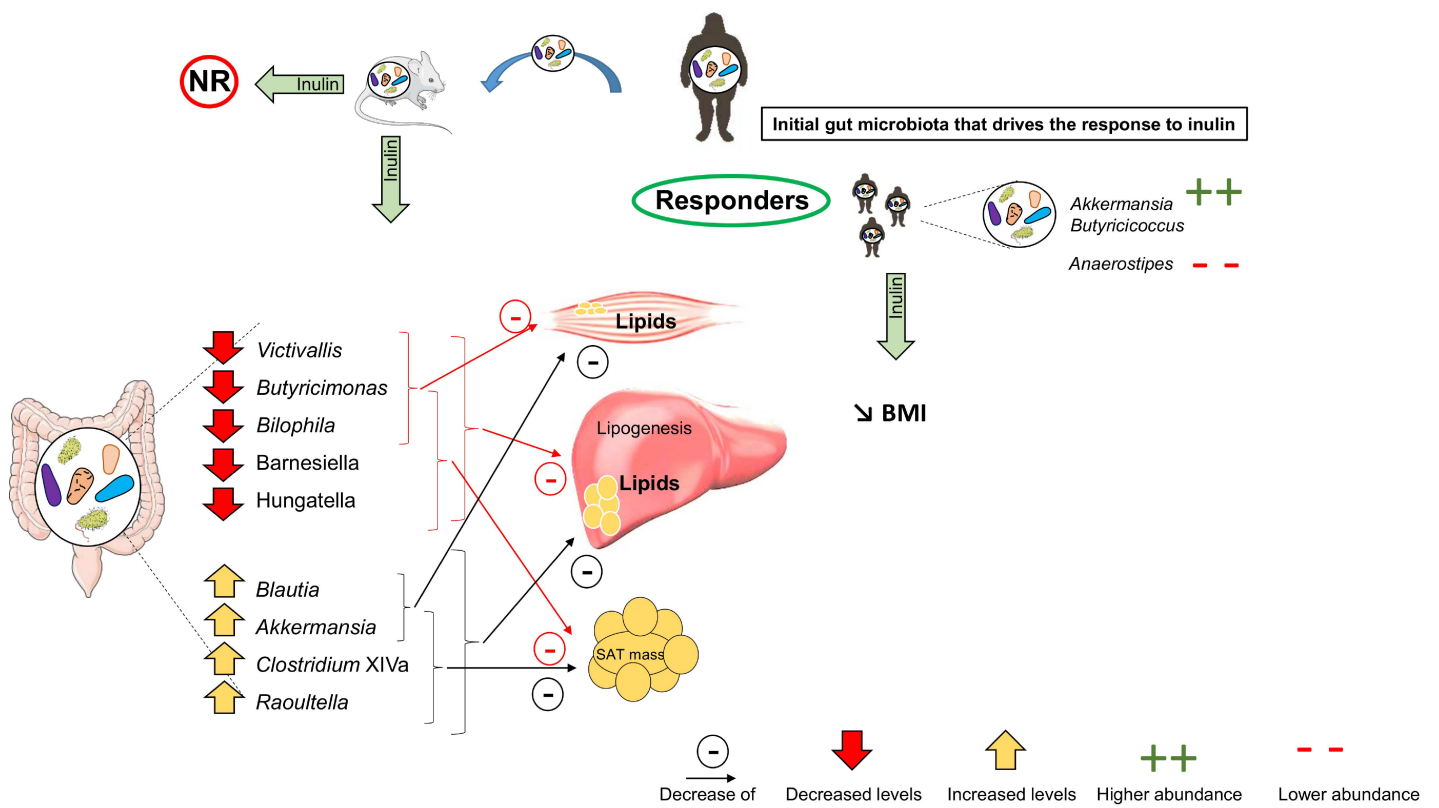 NR
Inulin
Inulin
Initial gut microbiota that drives the response to inulin
Responders
Akkermansia
Butyricicoccus
++
Anaerostipes
- -
Inulin
↘ BMI
Victivallis
Butyricimonas
Bilophila
Barnesiella
Hungatella
Blautia
Akkermansia
Clostridium XIVa
Raoultella
-
Lipids
-
Lipogenesis
Lipids
-
-
SAT mass
-
-
-
Decrease of
Decreased levels
Increased levels
++
Higher abundance
- -
Lower abundance